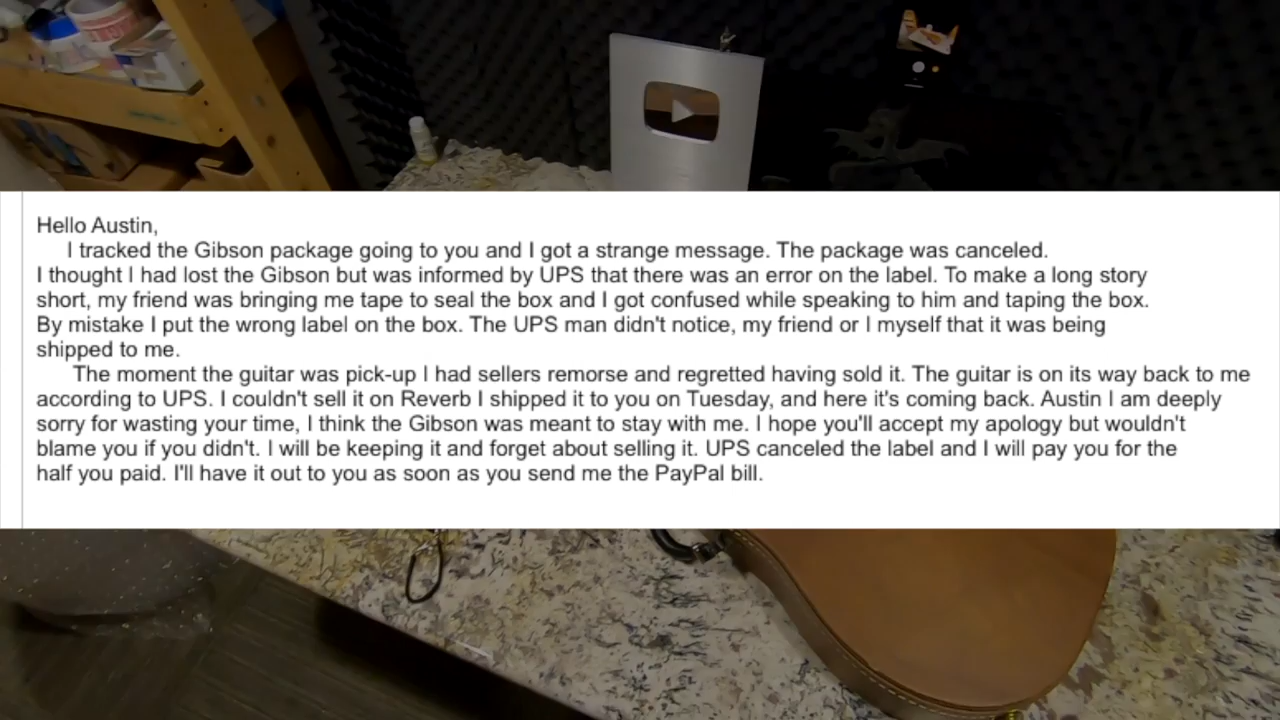 Hello Austin,
I tracked the Gibson package going to you and I got a strange message. The package was canceled.
I thought I had lost the Gibson but was informed by UPS that there was an error on the label. To make a long story
short, my friend was bringing me tape to seal the box and I got confused while speaking to him and taping the box.
By mistake I put the wrong label on the box. The UPS man didn't notice, my friend or I myself that it was being
shipped to me.
The moment the guitar was pick-up I had sellers remorse and regretted having sold it. The guitar is on its way back to me
according to UPS. I couldn't sell it on Reverb I shipped it to you on Tuesday, and here it's coming back. Austin I am deeply
sorry for wasting your time, I think the Gibson was meant to stay with me. I hope you'll accept my apology but wouldn't
blame you if you didn't. I will be keeping it and forget about selling it. UPS canceled the label and I will pay you for the
half you paid. I'll have it out to you as soon as you send me the PayPal bill.